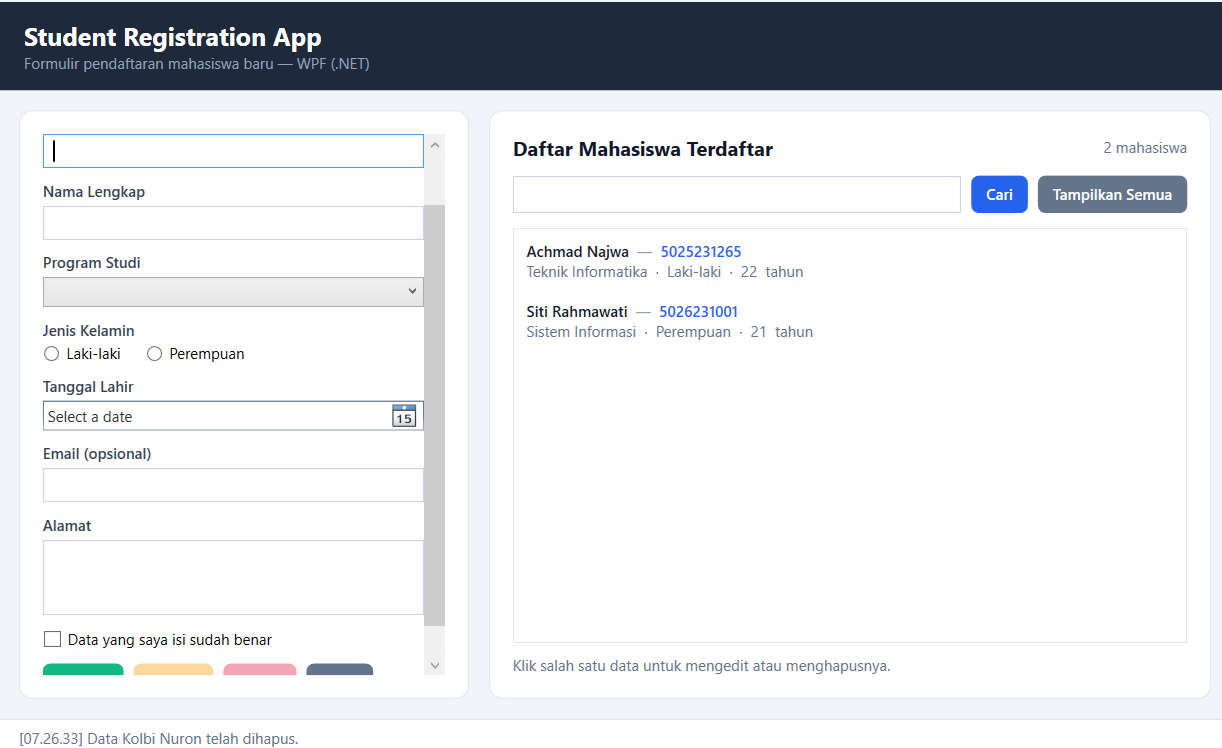 Student Registration App
Formulir pendaftaran mahasiswa baru — WPF (.NET)
Nama Lengkap
Program Studi
Jenis Kelamin
Laki-laki Perempuan
Tanggal Lahir
Select a date 15
Email (opsional)
Alamat
Data yang saya isi sudah benar
Daftar Mahasiswa Terdaftar 2 mahasiswa
Cari Tampilkan Semua
Achmad Najwa — 5025231265
Teknik Informatika · Laki-laki · 22 tahun
Siti Rahmawati — 5026231001
Sistem Informasi · Perempuan · 21 tahun
Klik salah satu data untuk mengedit atau menghapusnya.
[07.26.33] Data Kolbi Nuron telah dihapus.